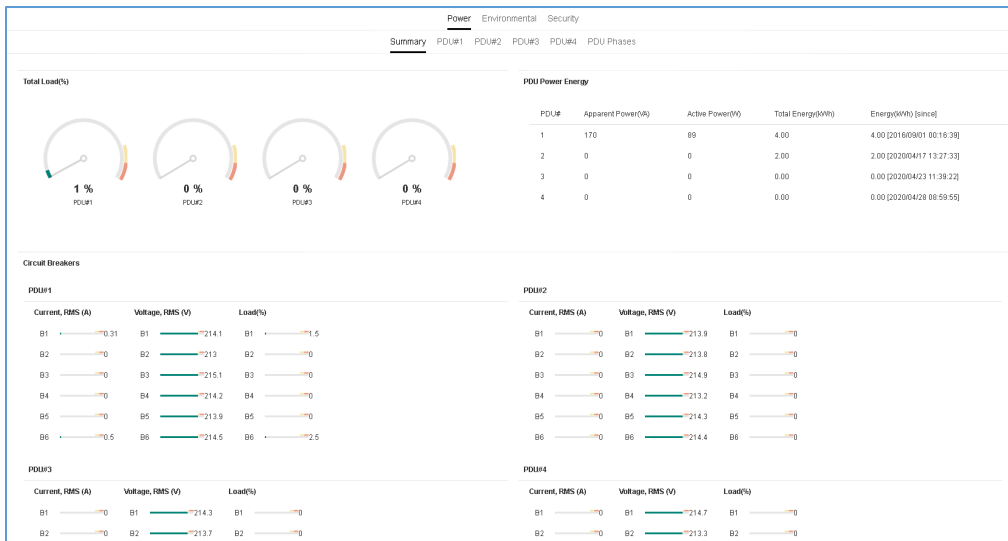 Power Environmental Security
Summary PDU#1 PDU#2 PDU#3 PDU#4 PDU Phases
Total Load(%)
1 %
PDU#1
0 %
PDU#2
0 %
PDU#3
0 %
PDU#4
PDU Power Energy
PDU# Apparent Power(VA) Active Power(W) Total Energy(kWh) Energy(kWh) [since]
1 170 89 4.00 4.00 [2016/09/01 00:16:39]
2 0 0 2.00 2.00 [2020/04/17 13:27:33]
3 0 0 0.00 0.00 [2020/04/23 11:39:22]
4 0 0 0.00 0.00 [2020/04/28 08:59:55]
Circuit Breakers
PDU#1
Current, RMS (A) Voltage, RMS (V) Load(%)
B1 0.31 B1 214.1 B1 1.5
B2 0 B2 213 B2 0
B3 0 B3 215.1 B3 0
B4 0 B4 214.2 B4 0
B5 0 B5 213.9 B5 0
B6 0.5 B6 214.5 B6 2.5
PDU#2
Current, RMS (A) Voltage, RMS (V) Load(%)
B1 0 B1 213.9 B1 0
B2 0 B2 213.8 B2 0
B3 0 B3 214.9 B3 0
B4 0 B4 213.2 B4 0
B5 0 B5 214.3 B5 0
B6 0 B6 214.4 B6 0
PDU#3
Current, RMS (A) Voltage, RMS (V) Load(%)
B1 0 B1 214.3 B1 0
B2 0 B2 213.7 B2 0
PDU#4
Current, RMS (A) Voltage, RMS (V) Load(%)
B1 0 B1 214.7 B1 0
B2 0 B2 213.3 B2 0